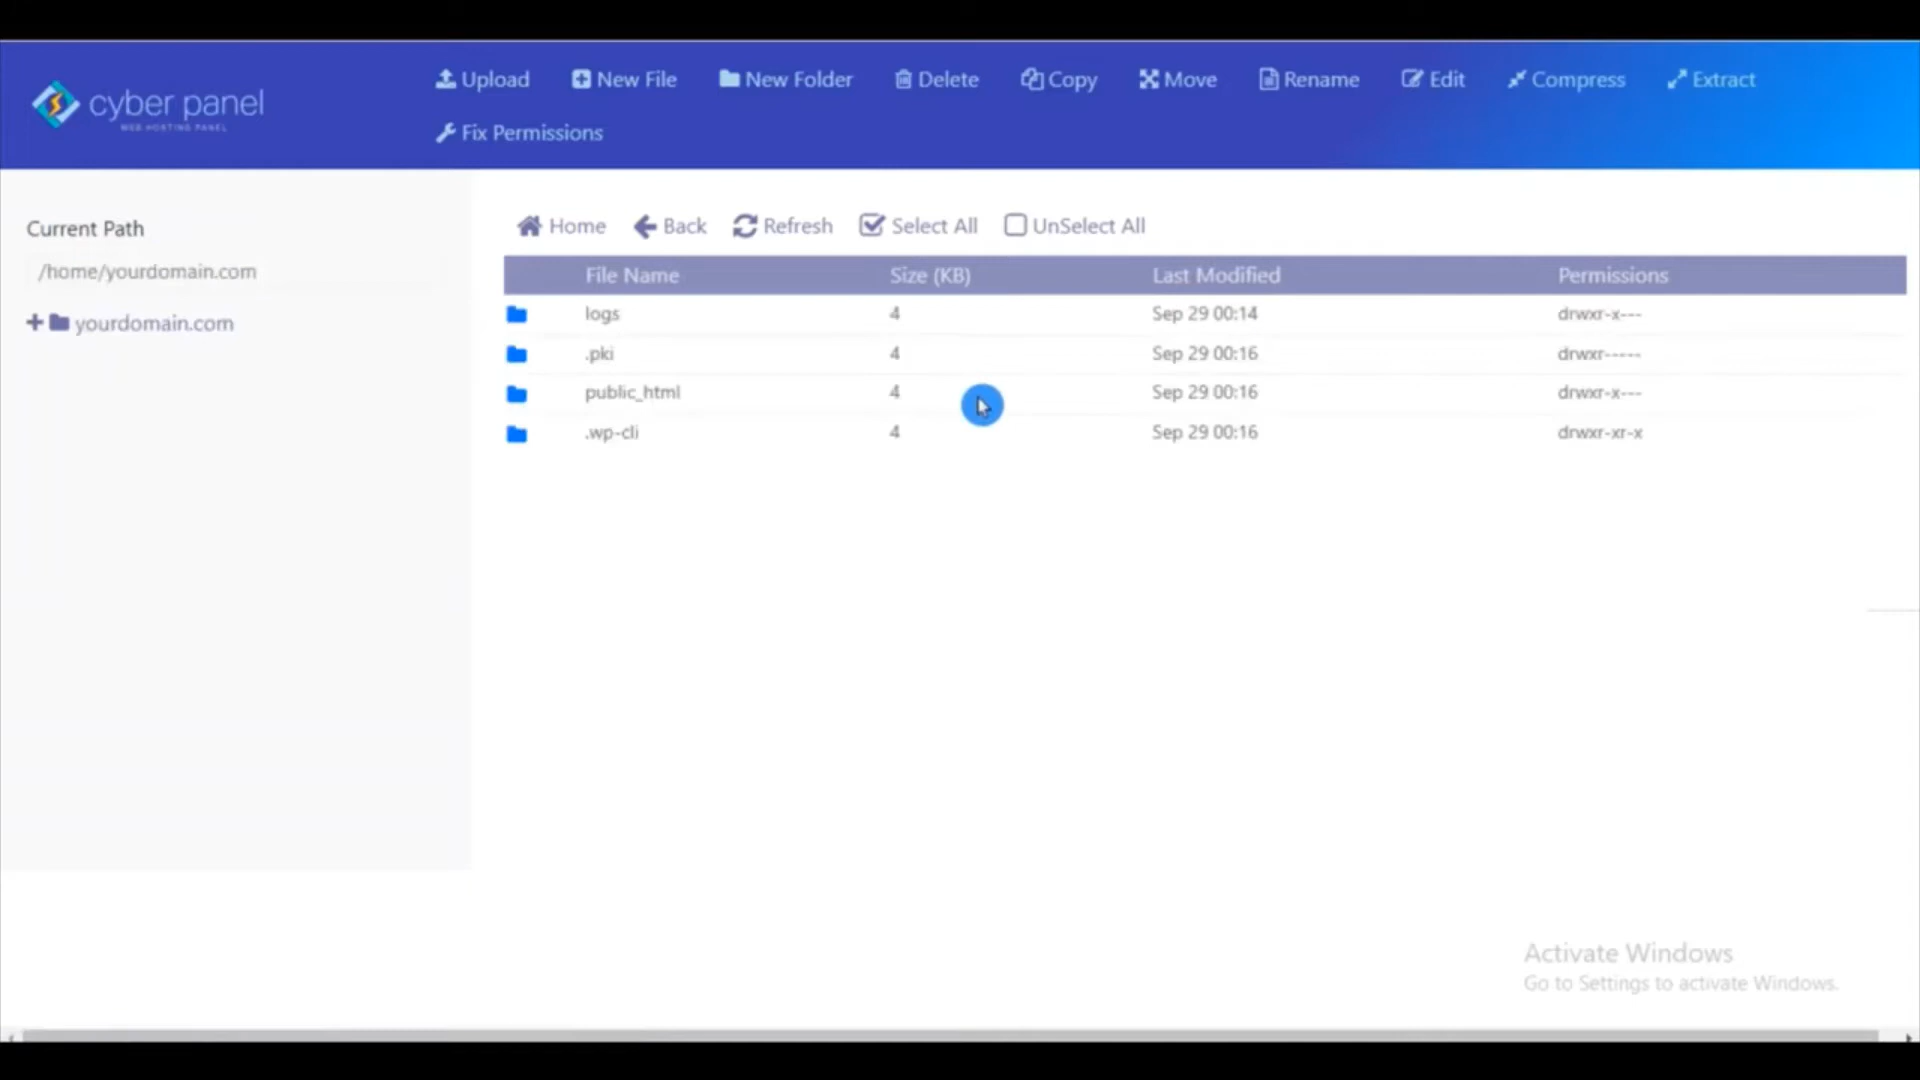 Upload New File New Folder Delete Copy Move Rename Edit Compress Extract
cyber panel
WEB HOSTING PANEL
Fix Permissions
Current Path
/home/yourdomain.com
yourdomain.com
Home Back Refresh Select All UnSelect All
File Name Size (KB) Last Modified Permissions
logs 4 Sep 29 00:14 drwxr-x---
.pki 4 Sep 29 00:16 drwxr-----
public_html 4 Sep 29 00:16 drwxr-x---
.wp-cli 4 Sep 29 00:16 drwxr-xr-x
Activate Windows
Go to Settings to activate Windows.